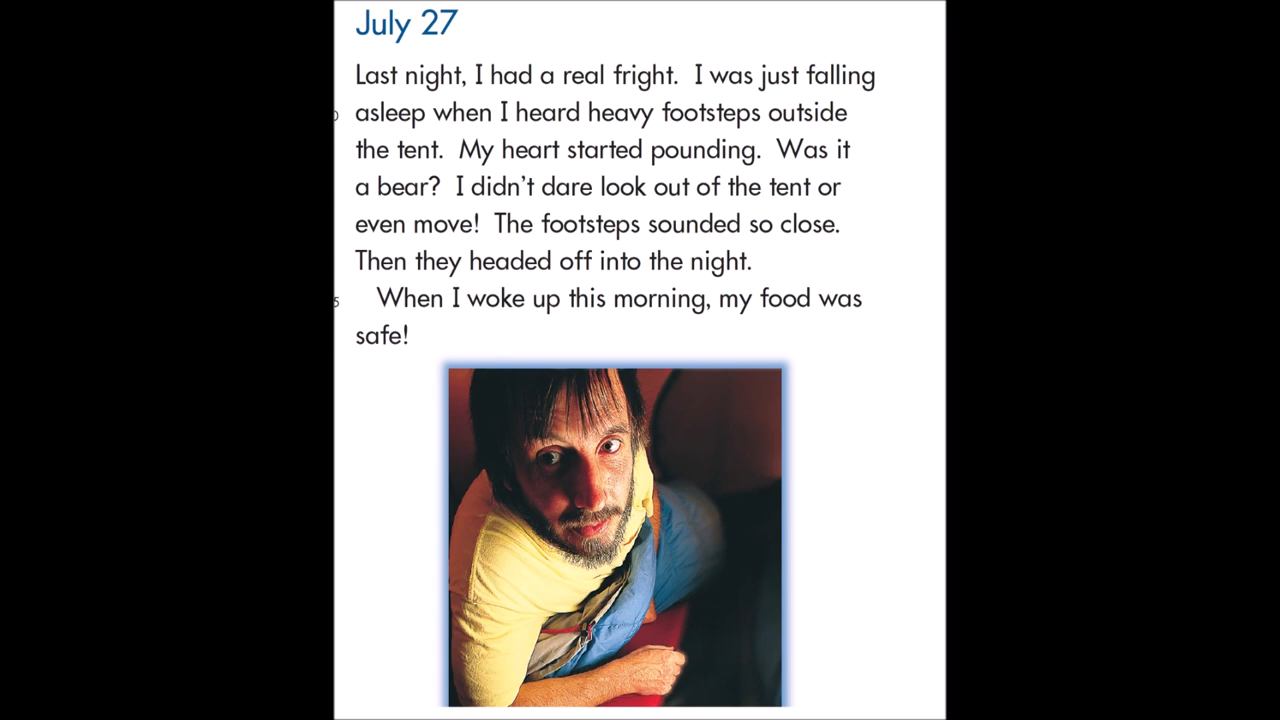 July 27
Last night, I had a real fright. I was just falling
asleep when I heard heavy footsteps outside
the tent. My heart started pounding. Was it
a bear? I didn't dare look out of the tent or
even move! The footsteps sounded so close.
Then they headed off into the night.
5 When I woke up this morning, my food was
safe!